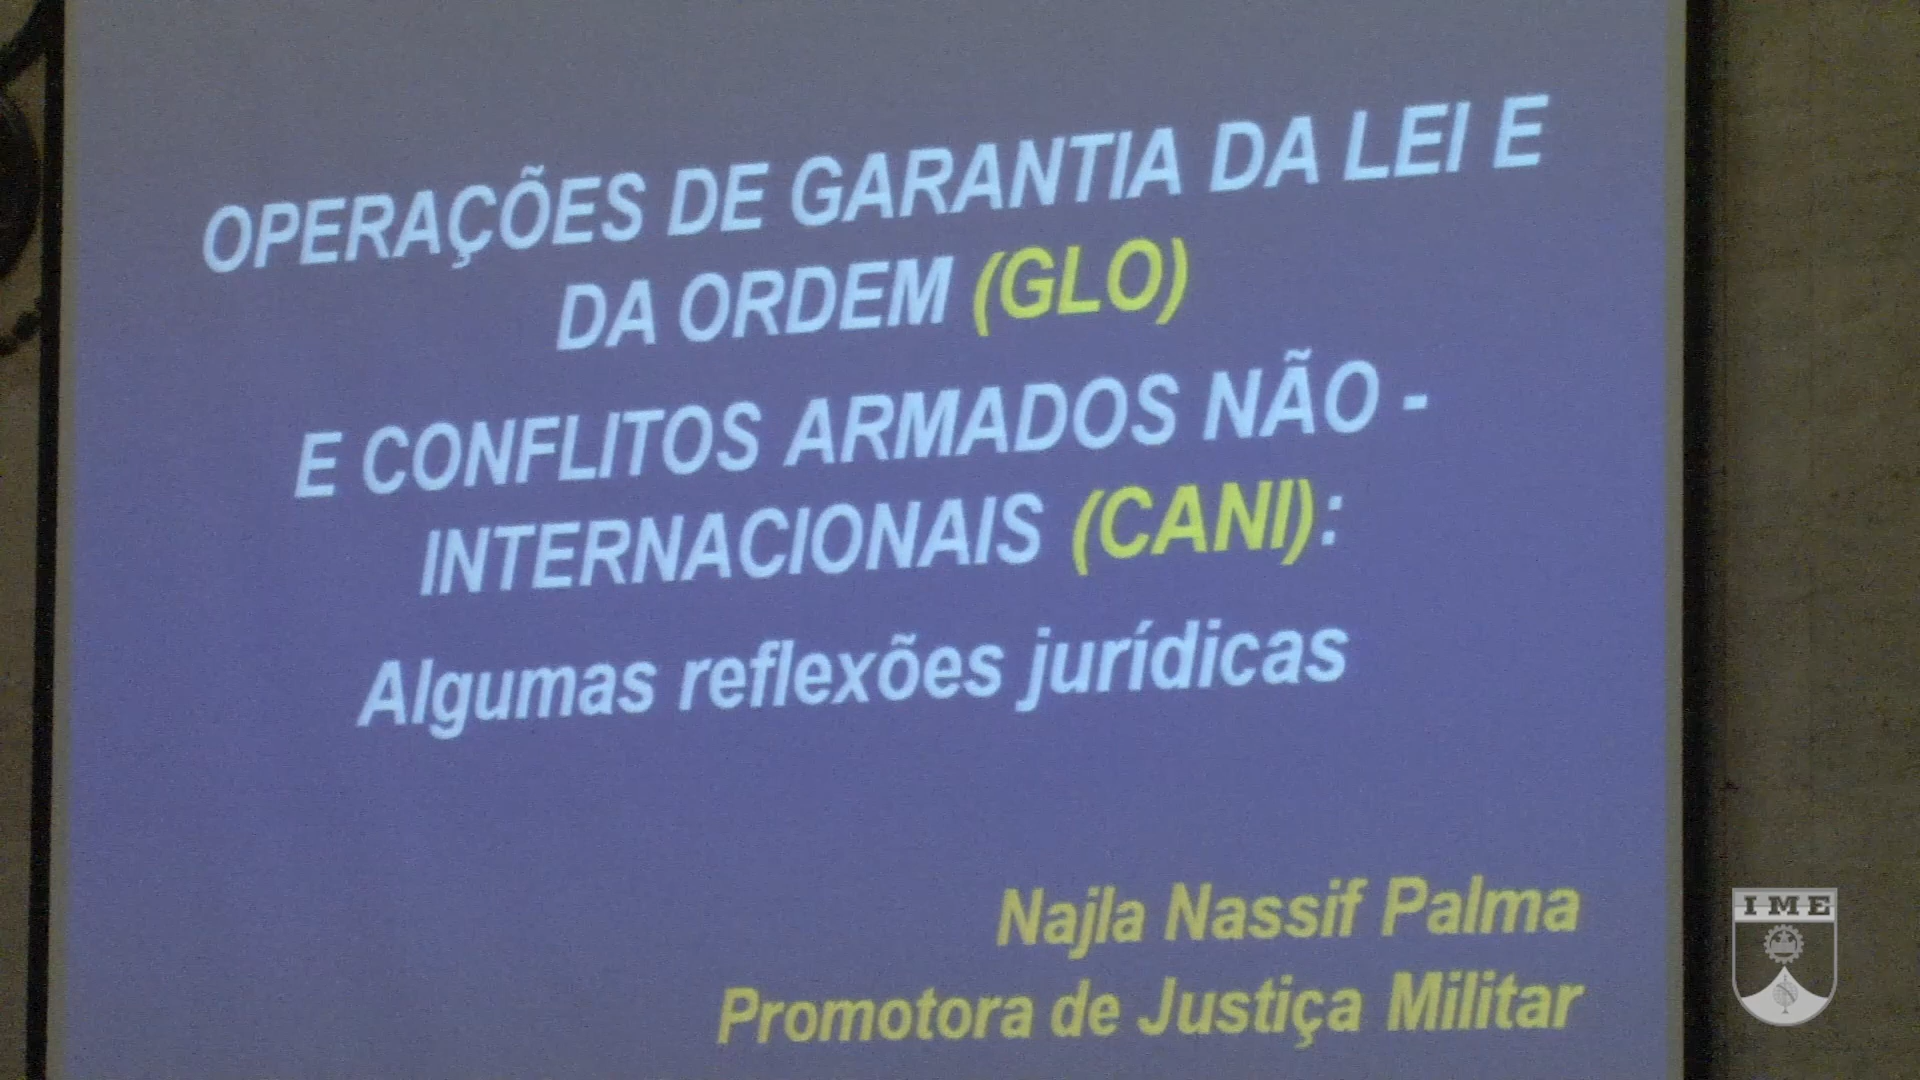 OPERAÇÕES DE GARANTIA DA LEI E
DA ORDEM (GLO)
E CONFLITOS ARMADOS NÃO -
INTERNACIONAIS (CANI):
Algumas reflexões jurídicas
Najla Nassif Palma
Promotora de Justiça Militar
IME